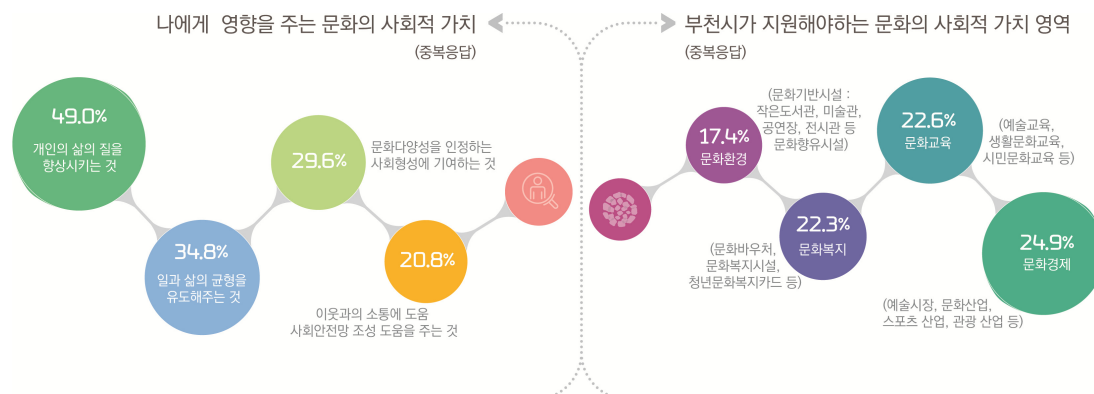 나에게 영향을 주는 문화의 사회적 가치
(중복응답)
49.0%
개인의 삶의 질을
향상시키는 것
34.8%
일과 삶의 균형을
유도해주는 것
29.6%
문화다양성을 인정하는
사회형성에 기여하는 것
20.8%
이웃과의 소통에 도움
사회안전망 조성 도움을 주는 것
부천시가 지원해야하는 문화의 사회적 가치 영역
(중복응답)
17.4%
문화환경
(문화기반시설 :
작은도서관, 미술관,
공연장, 전시관 등
문화향유시설)
22.3%
문화복지
(문화바우처,
문화복지시설,
청년문화복지카드 등)
22.6%
문화교육
(예술교육,
생활문화교육,
시민문화교육 등)
24.9%
문화경제
(예술시장, 문화산업,
스포츠 산업, 관광 산업 등)